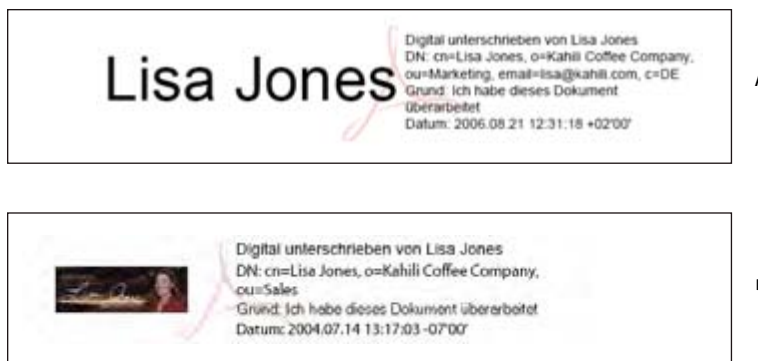 Lisa Jones
Digital unterschrieben von Lisa Jones
DN: cn=Lisa Jones, o=Kahili Coffee Company,
ou=Marketing, email=lisa@kahili.com, c=DE
Grund: Ich habe dieses Dokument
überarbeitet
Datum: 2006.08.21 12:31:18 +02'00'
Digital unterschrieben von Lisa Jones
DN: cn=Lisa Jones, o=Kahili Coffee Company,
ou=Sales
Grund: Ich habe dieses Dokument überarbeitet
Datum: 2004.07.14 13:17:03 -07'00'